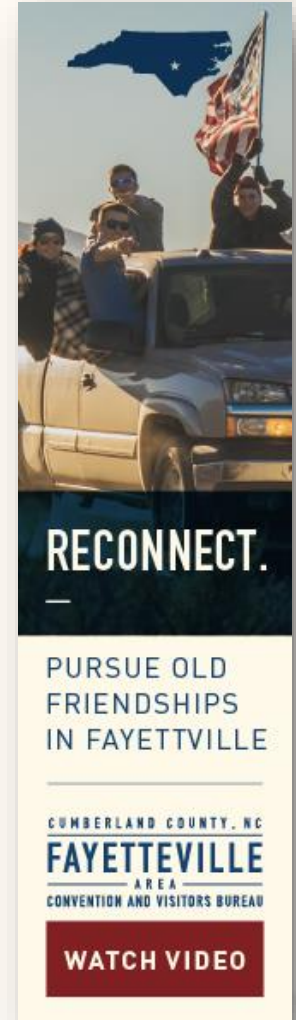 RECONNECT.
PURSUE OLD
FRIENDSHIPS
IN FAYETTVILLE
CUMBERLAND COUNTY, NC
FAYETTEVILLE
AREA
CONVENTION AND VISITORS BUREAU
WATCH VIDEO